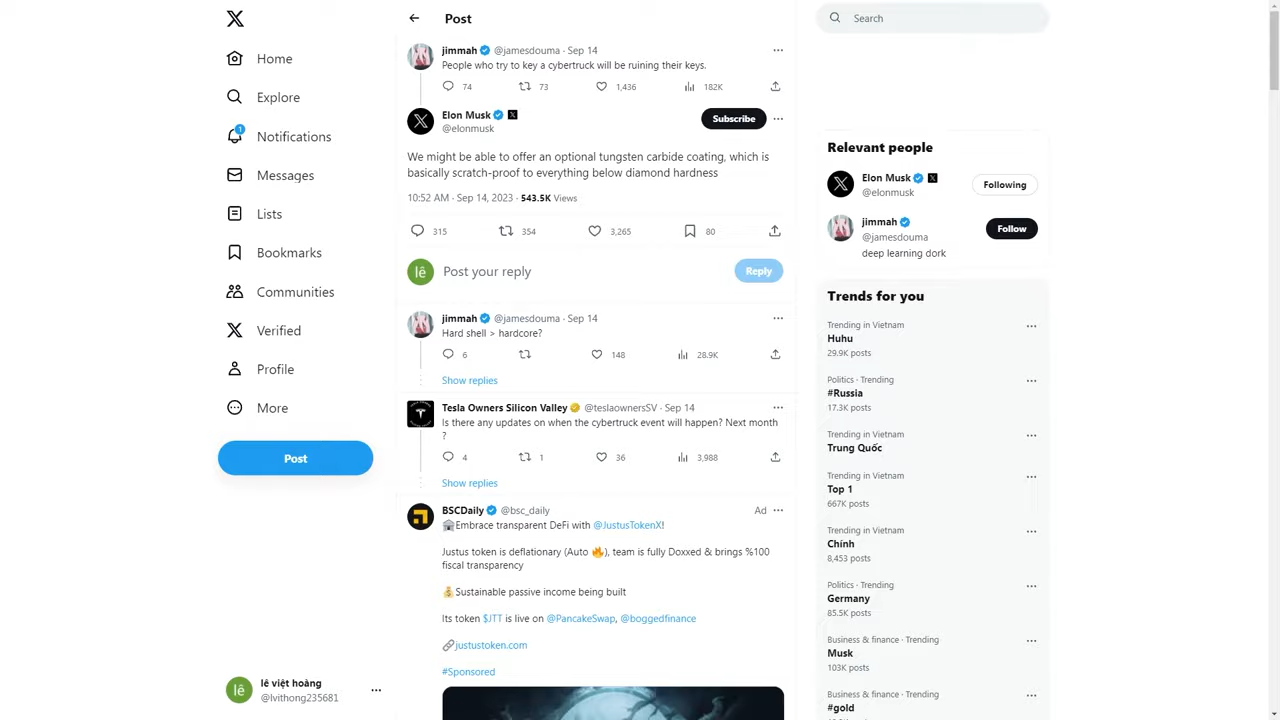 Home
Explore
1
Notifications
Messages
Lists
Bookmarks
Communities
Verified
Profile
More
Post
lê
lê việt hoàng
@lvithong235681
Post
jimmah @jamesdouma · Sep 14
People who try to key a cybertruck will be ruining their keys.
74 73 1,436 182K
Elon Musk
@elonmusk
Subscribe
We might be able to offer an optional tungsten carbide coating, which is
basically scratch-proof to everything below diamond hardness
10:52 AM · Sep 14, 2023 · 543.5K Views
315 354 3,265 80
lê Post your reply Reply
jimmah @jamesdouma · Sep 14
Hard shell > hardcore?
6 148 28.9K
Show replies
Tesla Owners Silicon Valley @teslaownersSV · Sep 14
Is there any updates on when the cybertruck event will happen? Next month
?
4 1 36 3,988
Show replies
BSCDaily @bsc_daily Ad
Embrace transparent DeFi with @JustusTokenX!
Justus token is deflationary (Auto 🔥), team is fully Doxxed & brings %100
fiscal transparency
💰Sustainable passive income being built
Its token $JTT is live on @PancakeSwap, @boggedfinance
🔗justustoken.com
#Sponsored
Search
Relevant people
Elon Musk
@elonmusk
Following
jimmah
@jamesdouma
Follow
deep learning dork
Trends for you
Trending in Vietnam
Huhu
29.9K posts
Politics · Trending
#Russia
17.3K posts
Trending in Vietnam
Trung Quốc
Trending in Vietnam
Top 1
667K posts
Trending in Vietnam
Chính
8,453 posts
Politics · Trending
Germany
85.5K posts
Business & finance · Trending
Musk
103K posts
Business & finance · Trending
#gold